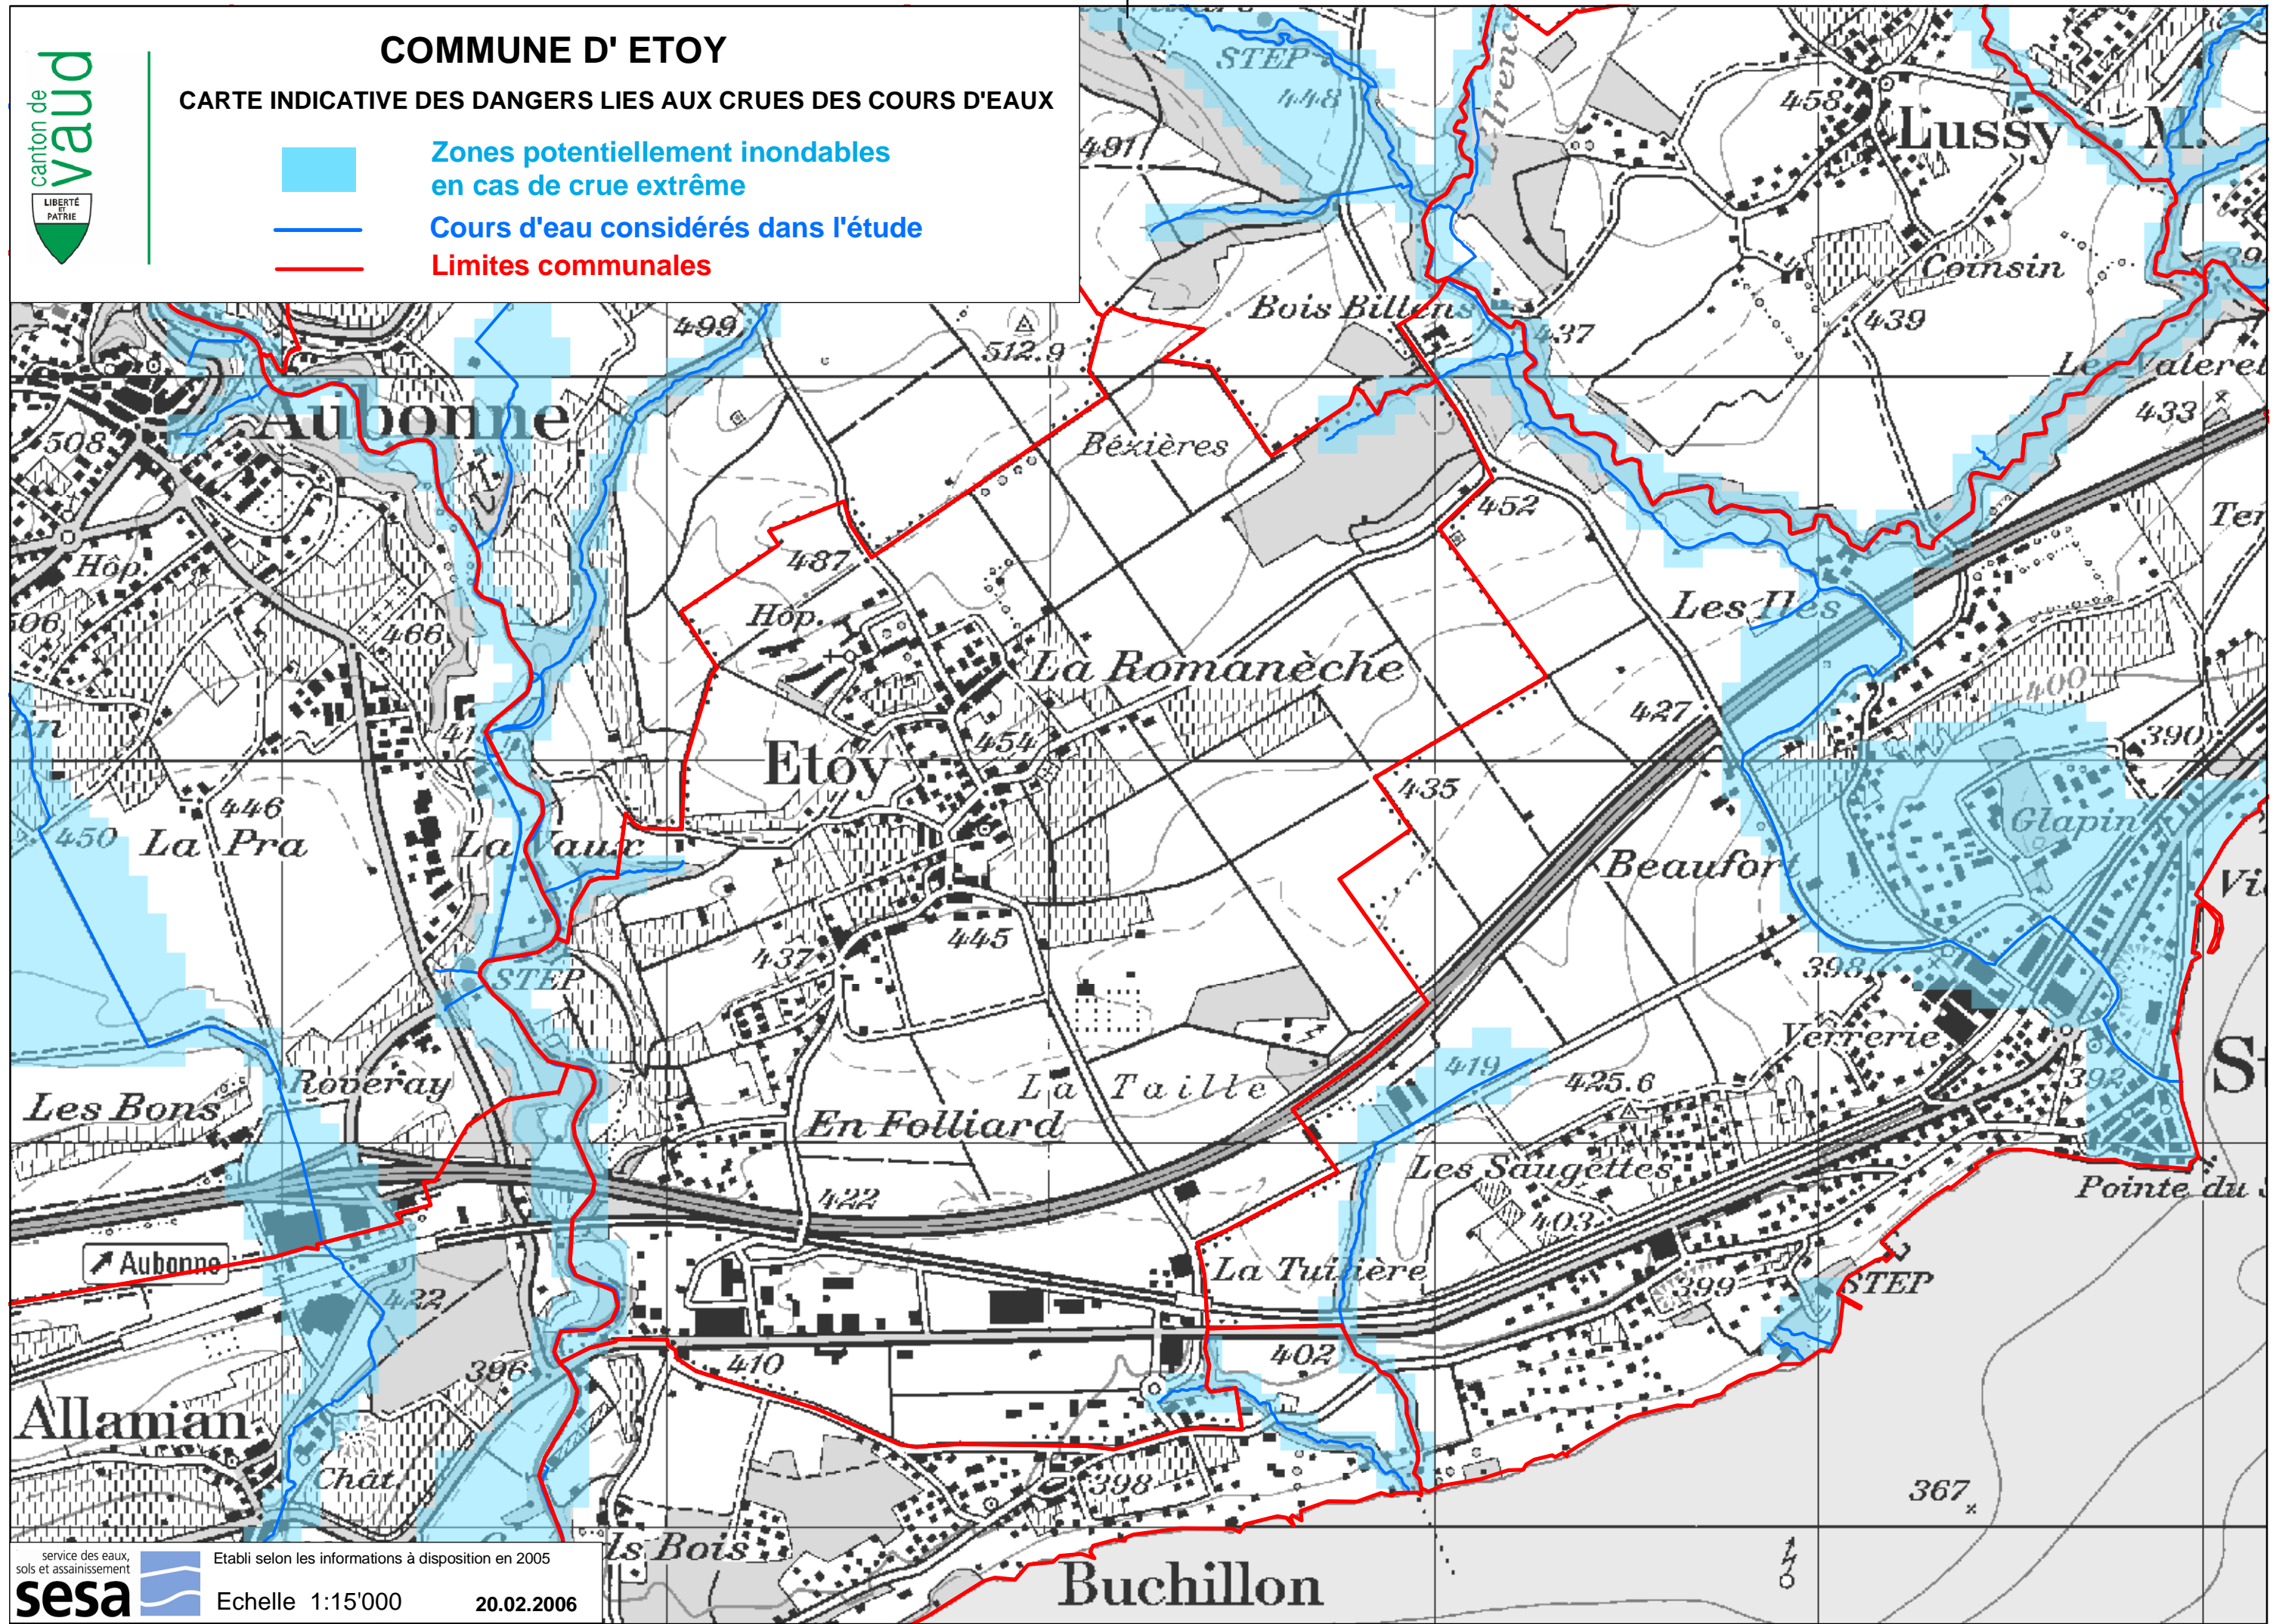 COMMUNE D' ETOY
CARTE INDICATIVE DES DANGERS LIES AUX CRUES DES COURS D'EAUX
canton de
vaud
LIBERTÉ
ET
PATRIE
Zones potentiellement inondables
en cas de crue extrême
Cours d'eau considérés dans l'étude
Limites communales
STEP
448
491
458
Lussy s. M.
Coinsin
439
499
512.9
Bois Billens
437
433
Aubonne
508
Bézières
452
Hôp.
487
Hôp.
466
La Romanèche
Les Iles
400
427
390
454
Etoy
435
446
450
La Pra
La Vaux
Glapin
Beaufort
445
437
STEP
398
Verrerie
419
425.6
392
Roveray
La Taille
Les Bons
En Folliard
Les Saugettes
422
403
Pointe du
Aubonne
La Tuilière
399
STEP
422
396
410
402
Allaman
Chât.
398
367
ls Bois
Buchillon
service des eaux,
sols et assainissement
sesa
Etabli selon les informations à disposition en 2005
Echelle 1:15'000
20.02.2006